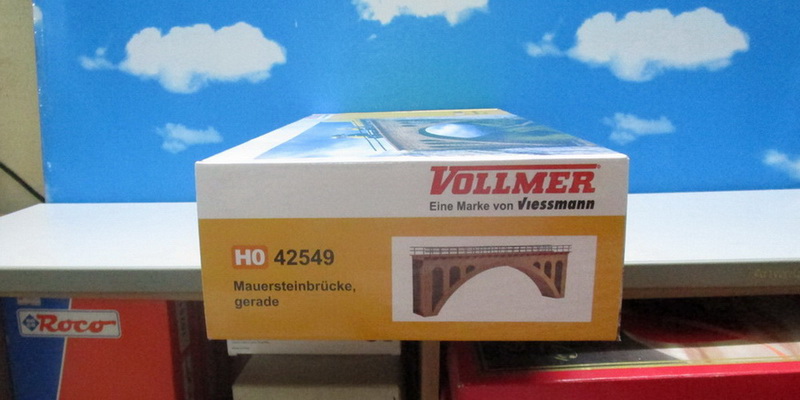 VOLLMER
Eine Marke von Viessmann
H0 42549
Mauersteinbrücke,
gerade
Roco